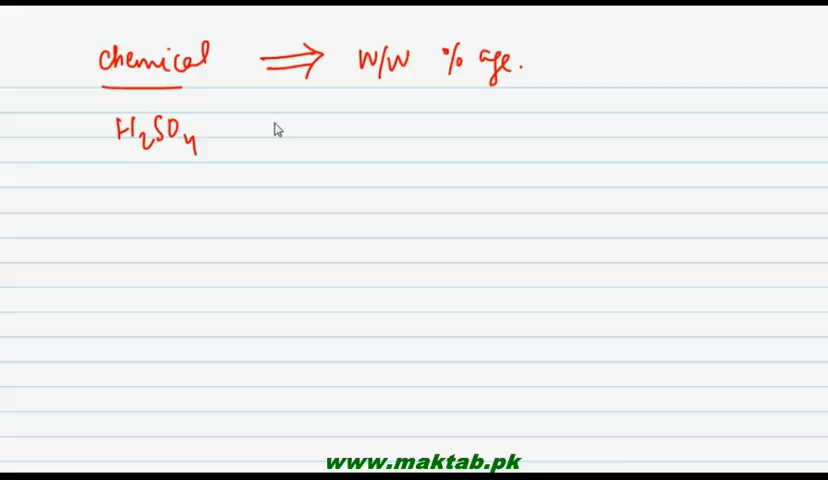 chemical ⇒ W/W % age.
H₂SO₄
www.maktab.pk